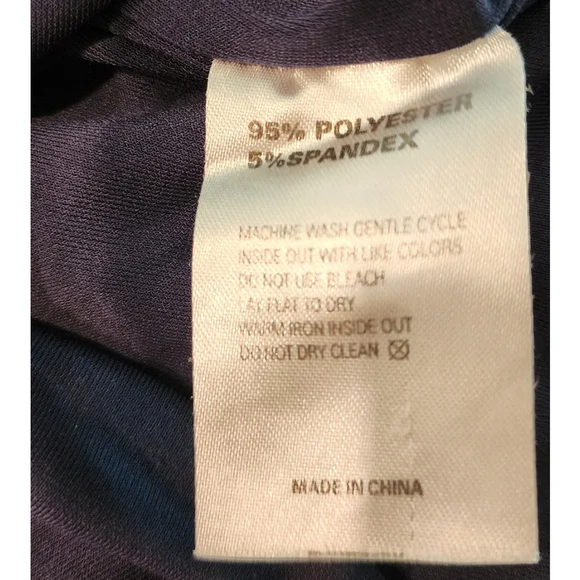 95% POLYESTER
5%SPANDEX
MACHINE WASH GENTLE CYCLE
INSIDE OUT WITH LIKE COLORS
DO NOT USE BLEACH
LAY FLAT TO DRY
WARM IRON INSIDE OUT
DO NOT DRY CLEAN
MADE IN CHINA